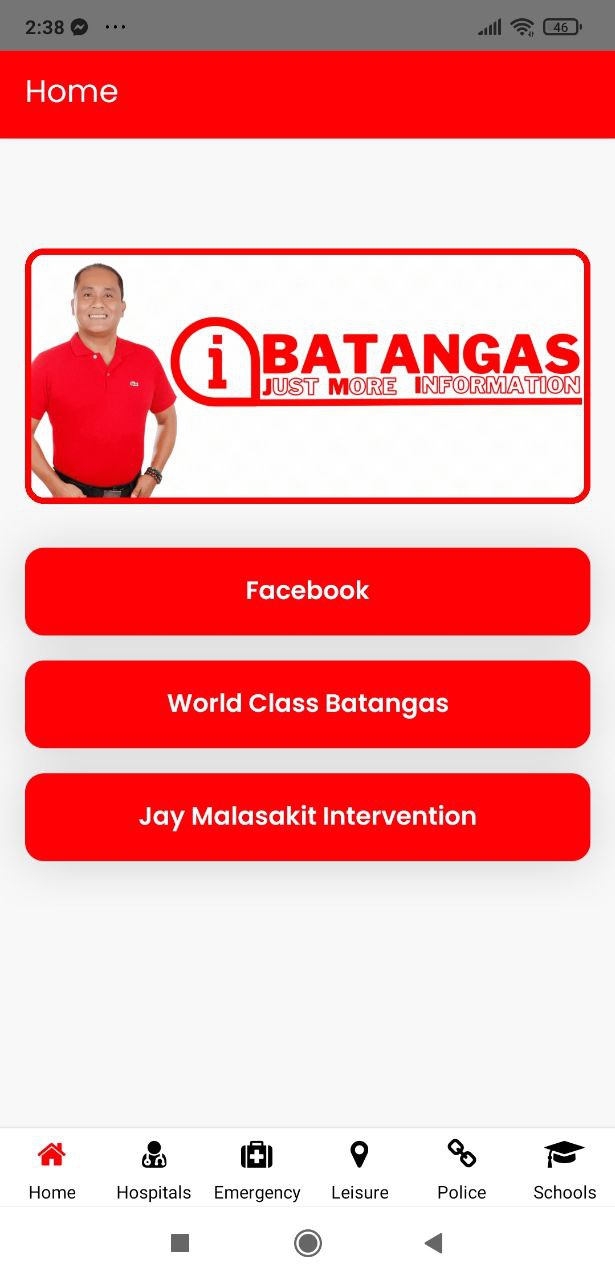 2:38
46
Home
i BATANGAS
JUST MORE INFORMATION
Facebook
World Class Batangas
Jay Malasakit Intervention
Home Hospitals Emergency Leisure Police Schools